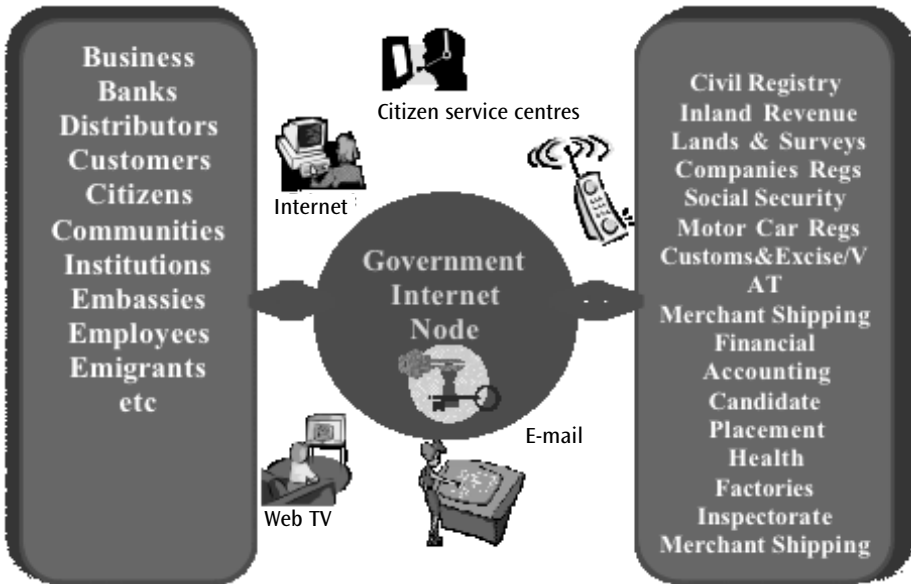 Business
Banks
Distributors
Customers
Citizens
Communities
Institutions
Embassies
Employees
Emigrants
etc
Citizen service centres
Internet
Government
Internet
Node
E-mail
Web TV
Civil Registry
Inland Revenue
Lands & Surveys
Companies Regs
Social Security
Motor Car Regs
Customs&Excise/V
AT
Merchant Shipping
Financial
Accounting
Candidate
Placement
Health
Factories
Inspectorate
Merchant Shipping